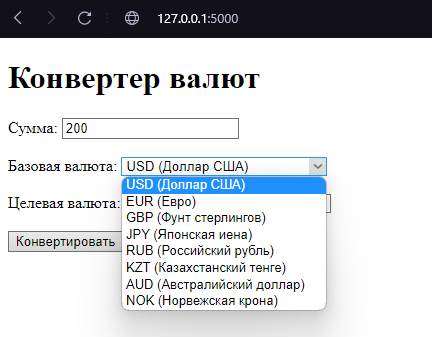 127.0.0.1:5000
Конвертер валют
Сумма: 200
Базовая валюта: USD (Доллар США)
USD (Доллар США)
Целевая валюта:
EUR (Евро)
GBP (Фунт стерлингов)
JPY (Японская иена)
Конвертировать
RUB (Российский рубль)
KZT (Казахстанский тенге)
AUD (Австралийский доллар)
NOK (Норвежская крона)